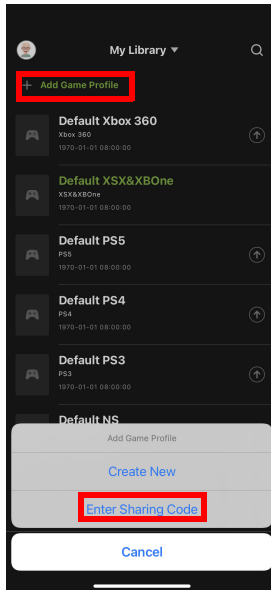 My Library ▼
+ Add Game Profile
Default Xbox 360
Xbox 360
1970-01-01 08:00:00
Default XSX&XBOne
XSX&XBOne
1970-01-01 08:00:00
Default PS5
PS5
1970-01-01 08:00:00
Default PS4
PS4
1970-01-01 08:00:00
Default PS3
PS3
1970-01-01 08:00:00
Default NS
Add Game Profile
Create New
Enter Sharing Code
Cancel